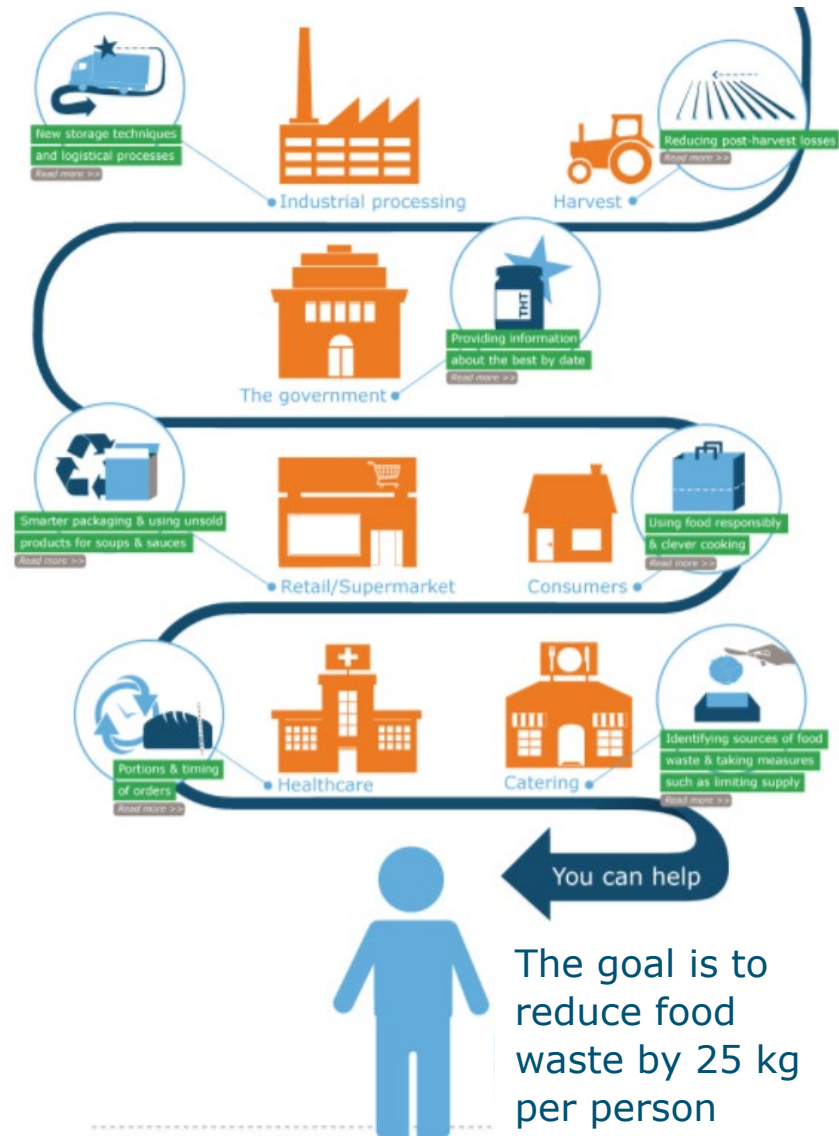 New storage techniques
and logistical processes
Read more >>
Industrial processing
Reducing post-harvest losses
Read more >>
Harvest
THT
Providing information
about the best by date
Read more >>
The government
Smarter packaging & using unsold
products for soups & sauces
Read more >>
Retail/Supermarket
Using food responsibly
& clever cooking
Read more >>
Consumers
Portions & timing
of orders
Read more >>
Healthcare
Identifying sources of food
waste & taking measures
such as limiting supply
Read more >>
Catering
You can help
The goal is to
reduce food
waste by 25 kg
per person